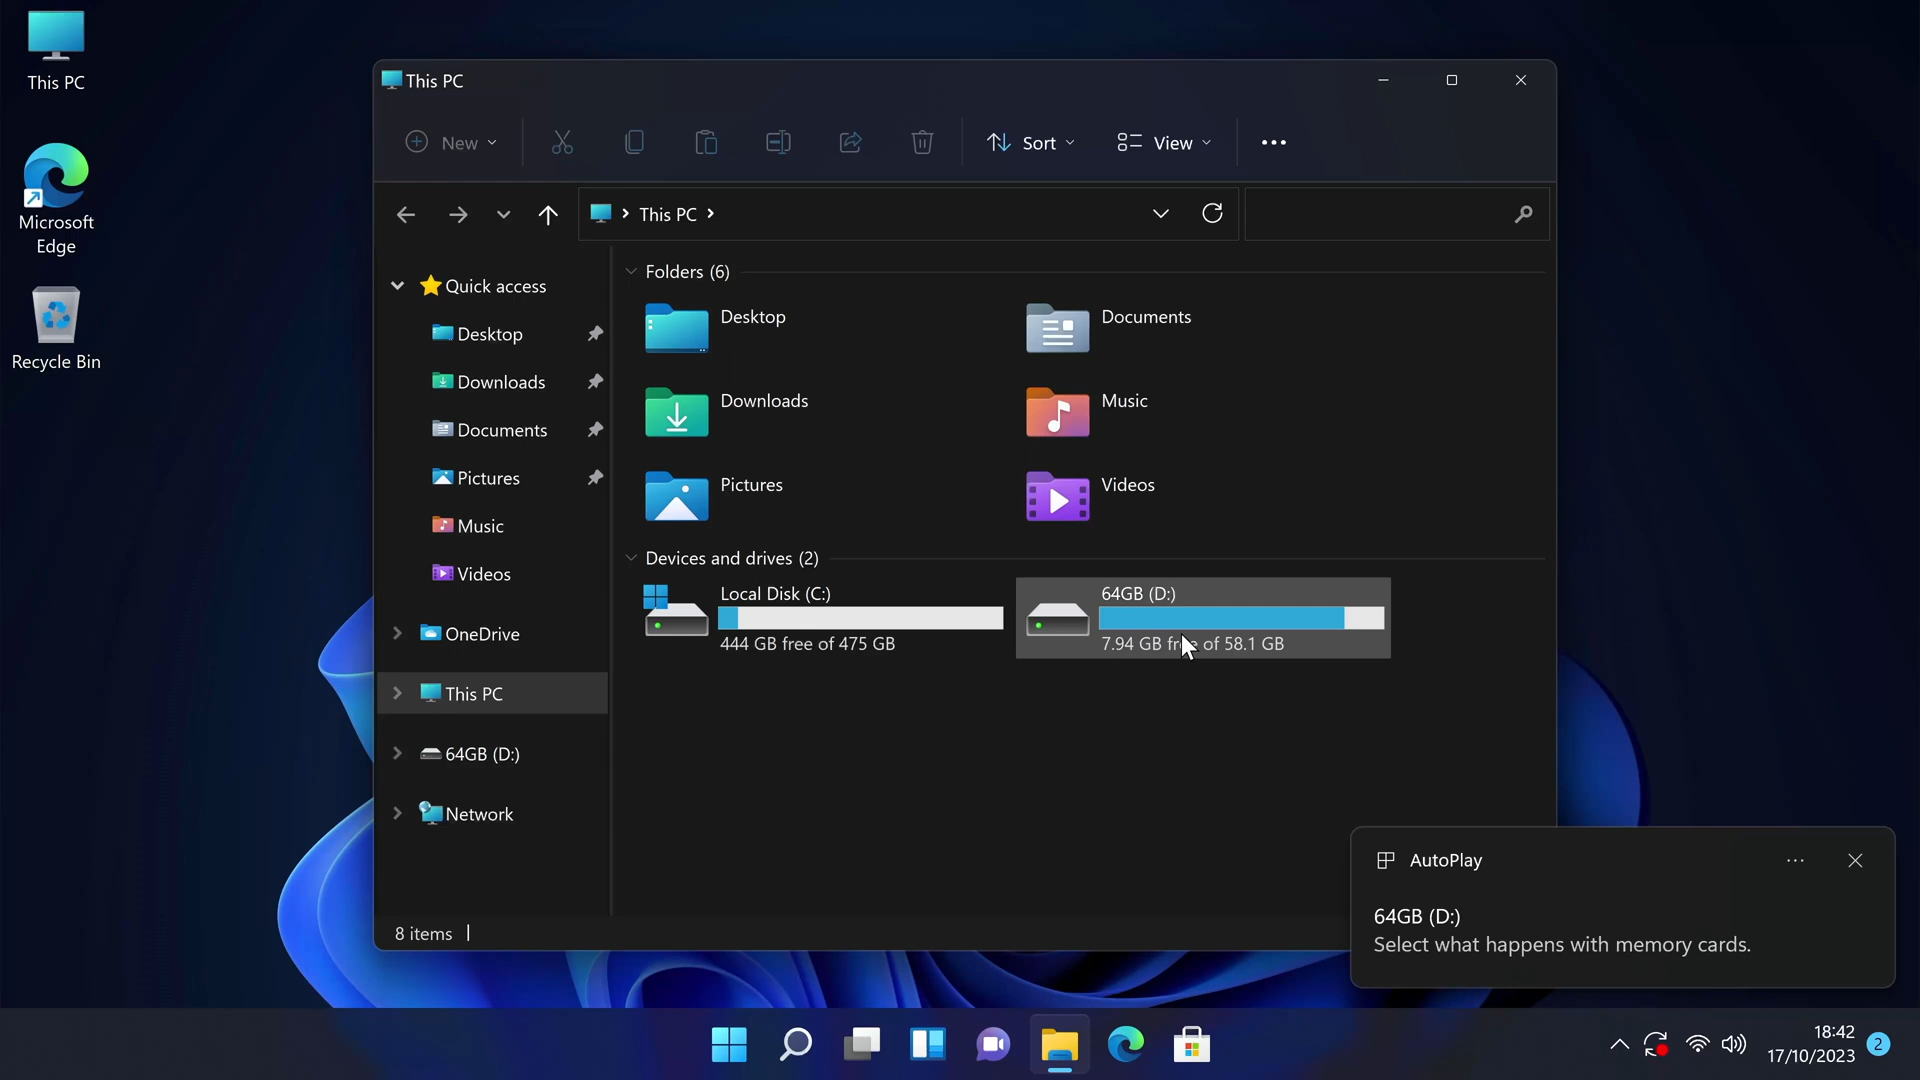 This PC
Microsoft
Edge
Recycle Bin
This PC
New
Sort
View
This PC
Quick access
Desktop
Downloads
Documents
Pictures
Music
Videos
OneDrive
This PC
64GB (D:)
Network
Folders (6)
Desktop
Documents
Downloads
Music
Pictures
Videos
Devices and drives (2)
Local Disk (C:)
444 GB free of 475 GB
64GB (D:)
7.94 GB free of 58.1 GB
8 items
AutoPlay
64GB (D:)
Select what happens with memory cards.
18:42
17/10/2023
2